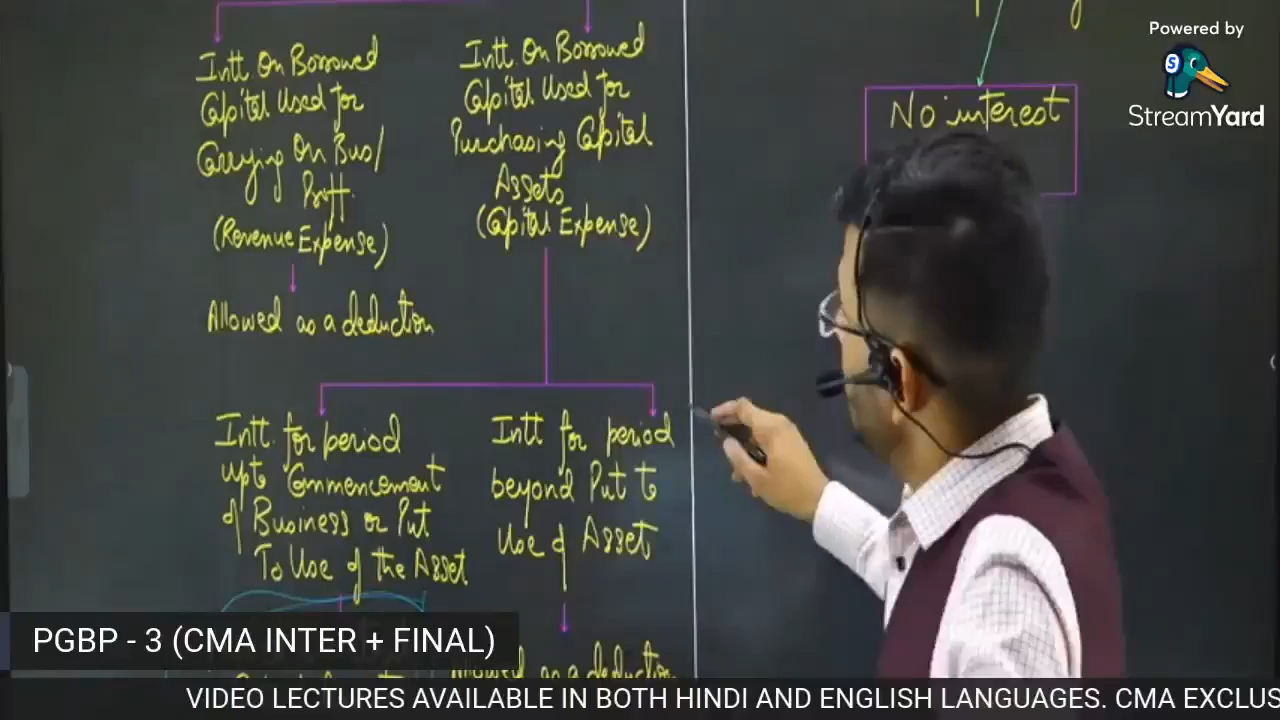 Powered by
StreamYard
Intt On Borrowed
Capital Used for
Carrying On Bus/
Proff.
(Revenue Expense)
Allowed as a deduction
Intt On Borrowed
Capital Used for
Purchasing Capital
Assets
(Capital Expense)
No interest
Intt. for period
upto Commencement
of Business or Put
To Use of the Asset
Intt for period
beyond Put to
Use of Asset
Allowed as a deduction
PGBP - 3 (CMA INTER + FINAL)
VIDEO LECTURES AVAILABLE IN BOTH HINDI AND ENGLISH LANGUAGES. CMA EXCLUS